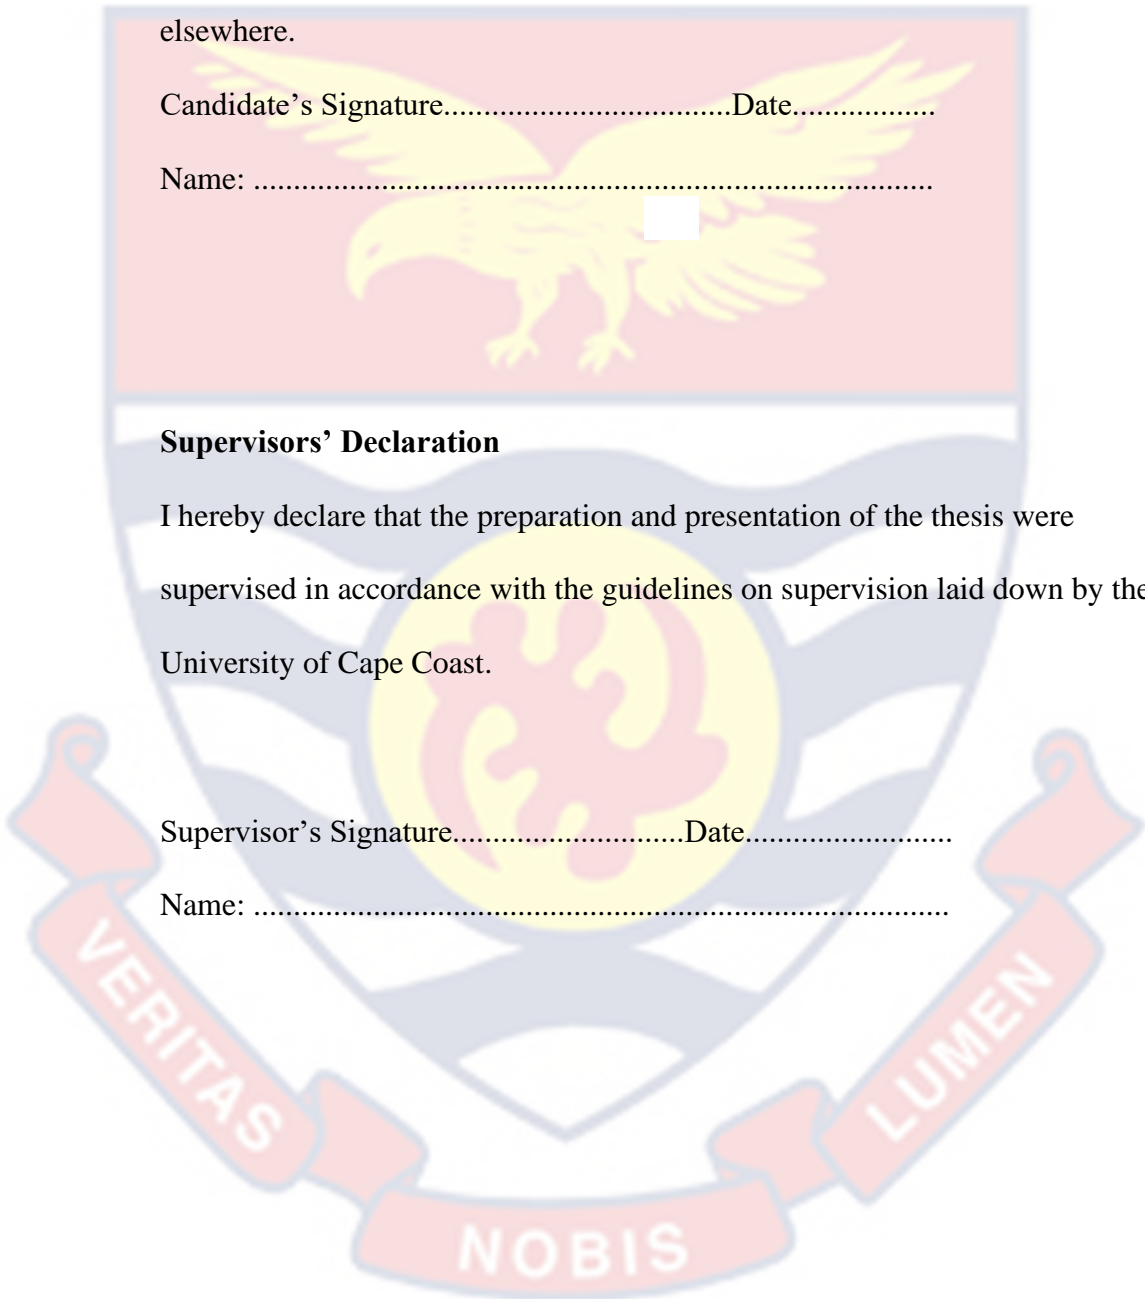 elsewhere.
Candidate’s Signature....................................Date..................
Name: .....................................................................................
Supervisors’ Declaration
I hereby declare that the preparation and presentation of the thesis were
supervised in accordance with the guidelines on supervision laid down by the
University of Cape Coast.
Supervisor’s Signature.............................Date..........................
Name: .......................................................................................
VERITAS
NOBIS
LUMEN